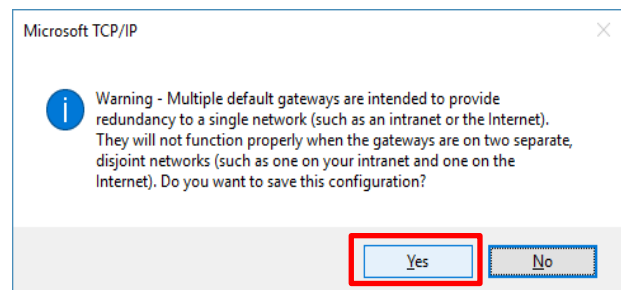 Microsoft TCP/IP
Warning - Multiple default gateways are intended to provide
redundancy to a single network (such as an intranet or the Internet).
They will not function properly when the gateways are on two separate,
disjoint networks (such as one on your intranet and one on the
Internet). Do you want to save this configuration?
Yes No